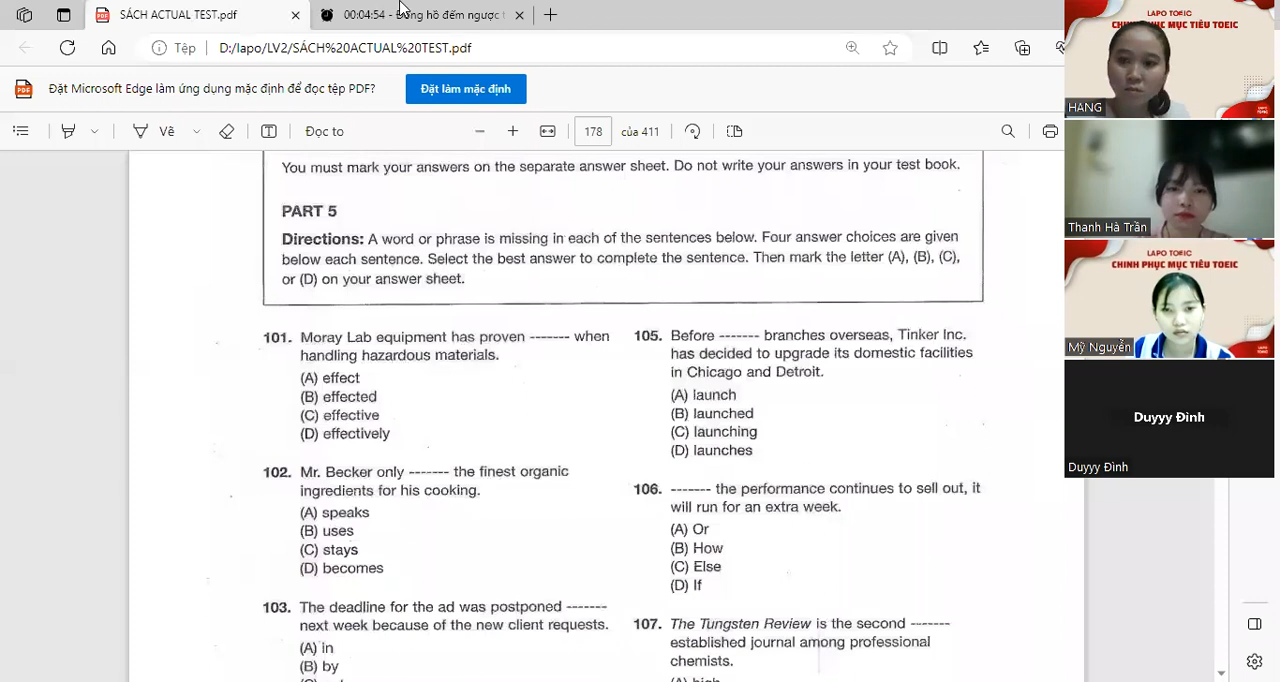 SÁCH ACTUAL TEST.pdf
00:04:54 - Đồng hồ đếm ngược t
Tệp
D:/lapo/LV2/SÁCH%20ACTUAL%20TEST.pdf
Đặt Microsoft Edge làm ứng dụng mặc định để đọc tệp PDF?
Đặt làm mặc định
Vẽ
Đọc to
178
của 411
You must mark your answers on the separate answer sheet. Do not write your answers in your test book.
PART 5
Directions: A word or phrase is missing in each of the sentences below. Four answer choices are given
below each sentence. Select the best answer to complete the sentence. Then mark the letter (A), (B), (C),
or (D) on your answer sheet.
101. Moray Lab equipment has proven ------- when
handling hazardous materials.
(A) effect
(B) effected
(C) effective
(D) effectively
102. Mr. Becker only ------- the finest organic
ingredients for his cooking.
(A) speaks
(B) uses
(C) stays
(D) becomes
103. The deadline for the ad was postponed -------
next week because of the new client requests.
(A) in
(B) by
105. Before ------- branches overseas, Tinker Inc.
has decided to upgrade its domestic facilities
in Chicago and Detroit.
(A) launch
(B) launched
(C) launching
(D) launches
106. ------- the performance continues to sell out, it
will run for an extra week.
(A) Or
(B) How
(C) Else
(D) If
107. The Tungsten Review is the second -------
established journal among professional
chemists.
(A) high
LAPO TOEIC
CHINH PHỤC MỤC TIÊU TOEIC
HANG
Thanh Hà Trần
LAPO TOEIC
CHINH PHỤC MỤC TIÊU TOEIC
Mỹ Nguyễn
Duyyy Đình
Duyyy Đình